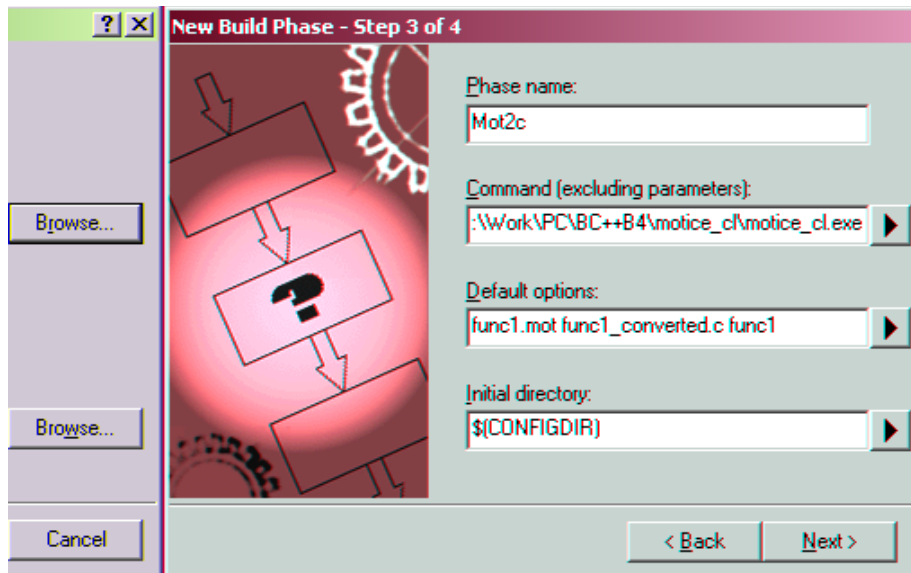 New Build Phase - Step 3 of 4
Phase name:
Mot2c
Command (excluding parameters):
:\Work\PC\BC++B4\motice_cl\motice_cl.exe
Default options:
func1.mot func1_converted.c func1
Initial directory:
$(CONFIGDIR)
< Back
Next >
Browse...
Browse...
Cancel
?